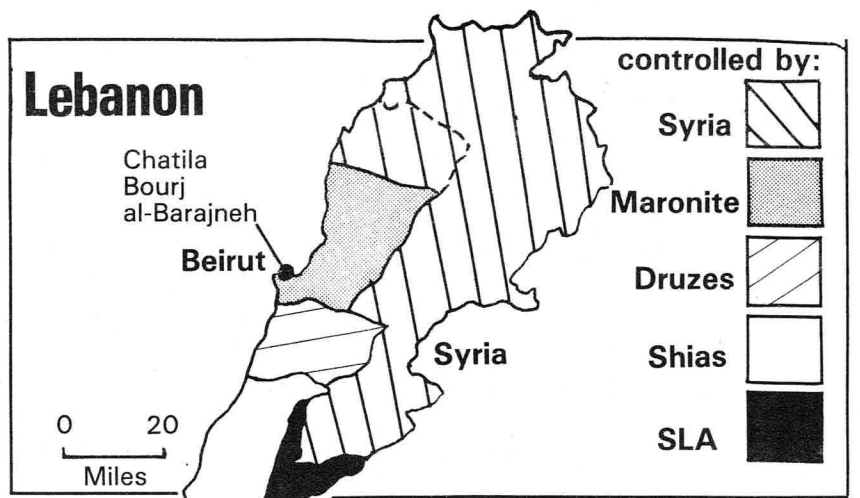 Lebanon
Chatila
Bourj
al-Barajneh
Beirut
Syria
0 20
Miles
controlled by:
Syria
Maronite
Druzes
Shias
SLA